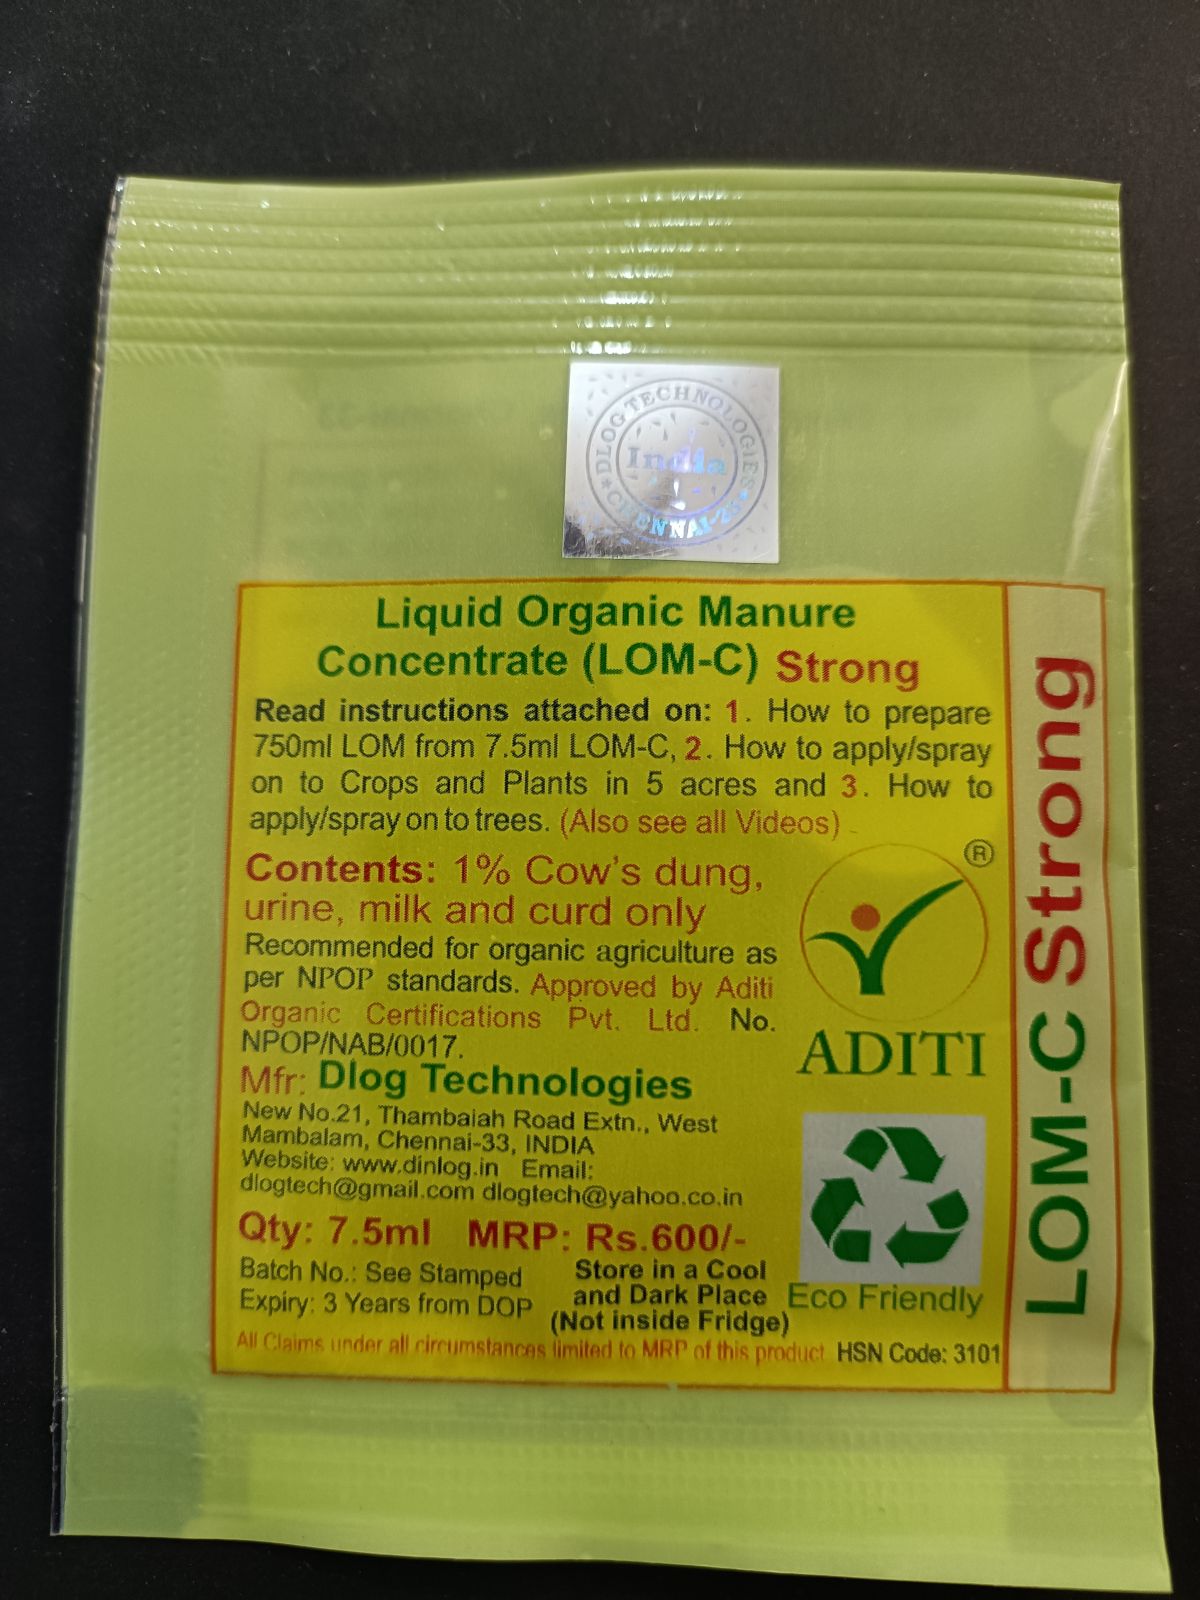 *DLOG TECHNOLOGIES*
India
CHENNAI-33
Liquid Organic Manure
Concentrate (LOM-C) Strong
Read instructions attached on: 1. How to prepare
750ml LOM from 7.5ml LOM-C, 2. How to apply/spray
on to Crops and Plants in 5 acres and 3. How to
apply/spray on to trees. (Also see all Videos)
Contents: 1% Cow's dung,
urine, milk and curd only
Recommended for organic agriculture as
per NPOP standards. Approved by Aditi
Organic Certifications Pvt. Ltd. No.
NPOP/NAB/0017.
®
ADITI
Mfr: Dlog Technologies
New No.21, Thambaiah Road Extn., West
Mambalam, Chennai-33, INDIA
Website: www.dinlog.in Email:
dlogtech@gmail.com dlogtech@yahoo.co.in
Qty: 7.5ml MRP: Rs.600/-
Batch No.: See Stamped
Expiry: 3 Years from DOP
Store in a Cool
and Dark Place
(Not inside Fridge)
Eco Friendly
All Claims under all circumstances limited to MRP of this product HSN Code: 3101
LOM-C Strong